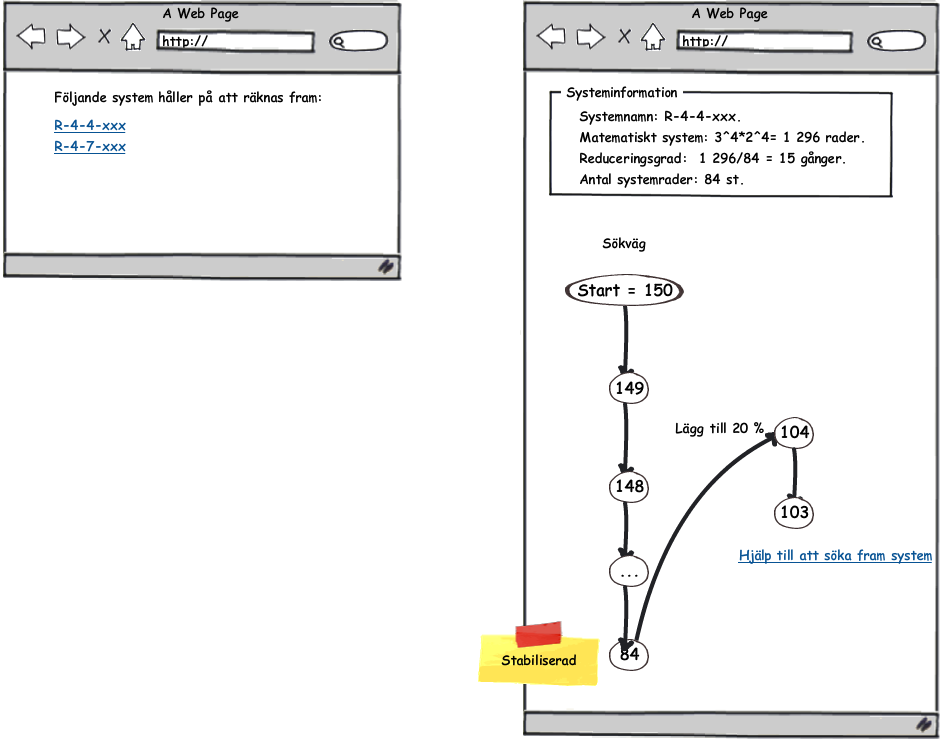 A Web Page
http://
Följande system håller på att räknas fram:
R-4-4-xxx
R-4-7-xxx
A Web Page
http://
Systeminformation
Systemnamn: R-4-4-xxx.
Matematiskt system: 3^4*2^4= 1 296 rader.
Reduceringsgrad: 1 296/84 = 15 gånger.
Antal systemrader: 84 st.
Sökväg
Start = 150
149
Lägg till 20 %
104
148
103
Hjälp till att söka fram system
...
84
Stabiliserad